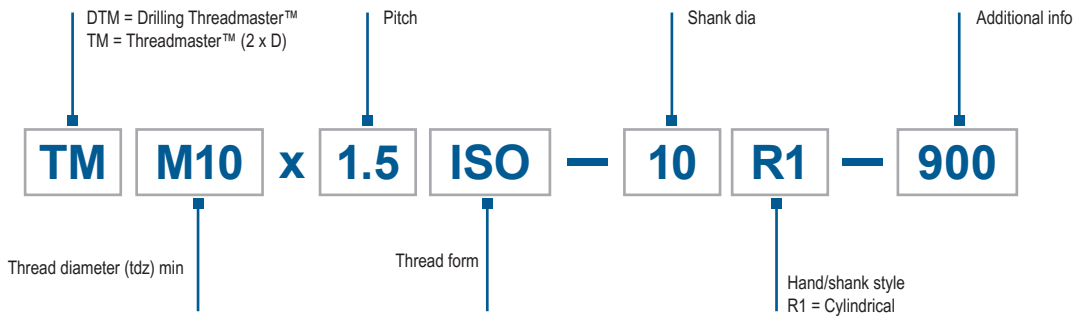 DTM = Drilling Threadmaster™
TM = Threadmaster™ (2 x D)
Pitch
Shank dia
Additional info
TM M10 x 1.5 ISO — 10 R1 — 900
Thread diameter (tdz) min
Thread form
Hand/shank style
R1 = Cylindrical